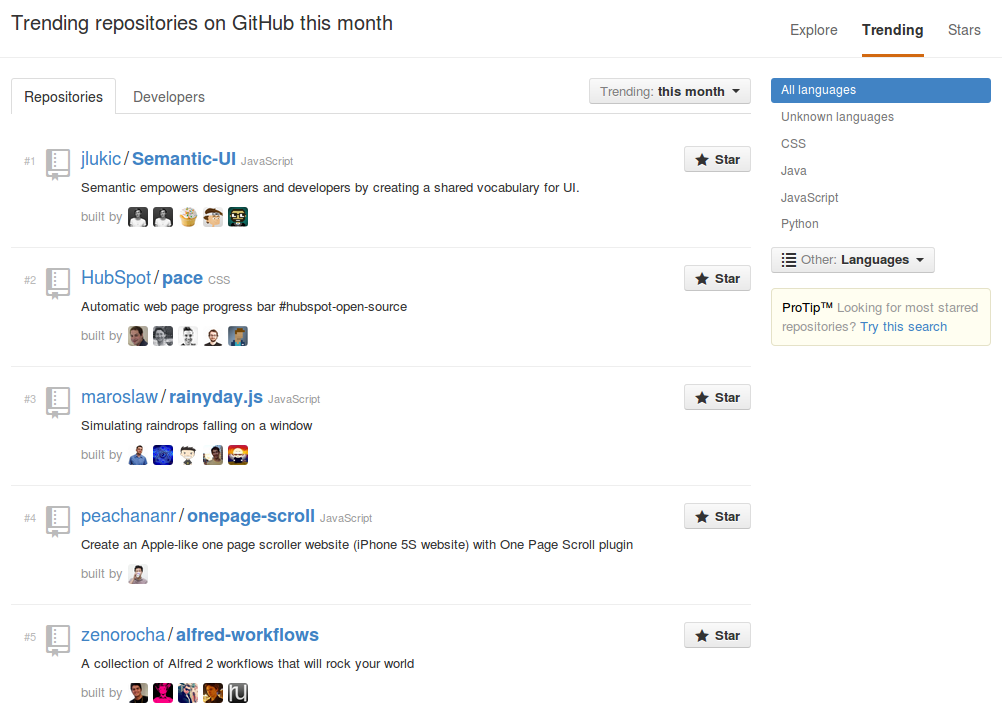 Trending repositories on GitHub this month
Explore Trending Stars
Repositories Developers
Trending: this month
All languages
Unknown languages
CSS
Java
JavaScript
Python
Other: Languages
ProTip™ Looking for most starred
repositories? Try this search
#1 jlukic/Semantic-UI JavaScript Star
Semantic empowers designers and developers by creating a shared vocabulary for UI.
built by
#2 HubSpot/pace CSS Star
Automatic web page progress bar #hubspot-open-source
built by
#3 maroslaw/rainyday.js JavaScript Star
Simulating raindrops falling on a window
built by
#4 peachananr/onepage-scroll JavaScript Star
Create an Apple-like one page scroller website (iPhone 5S website) with One Page Scroll plugin
built by
#5 zenorocha/alfred-workflows Star
A collection of Alfred 2 workflows that will rock your world
built by